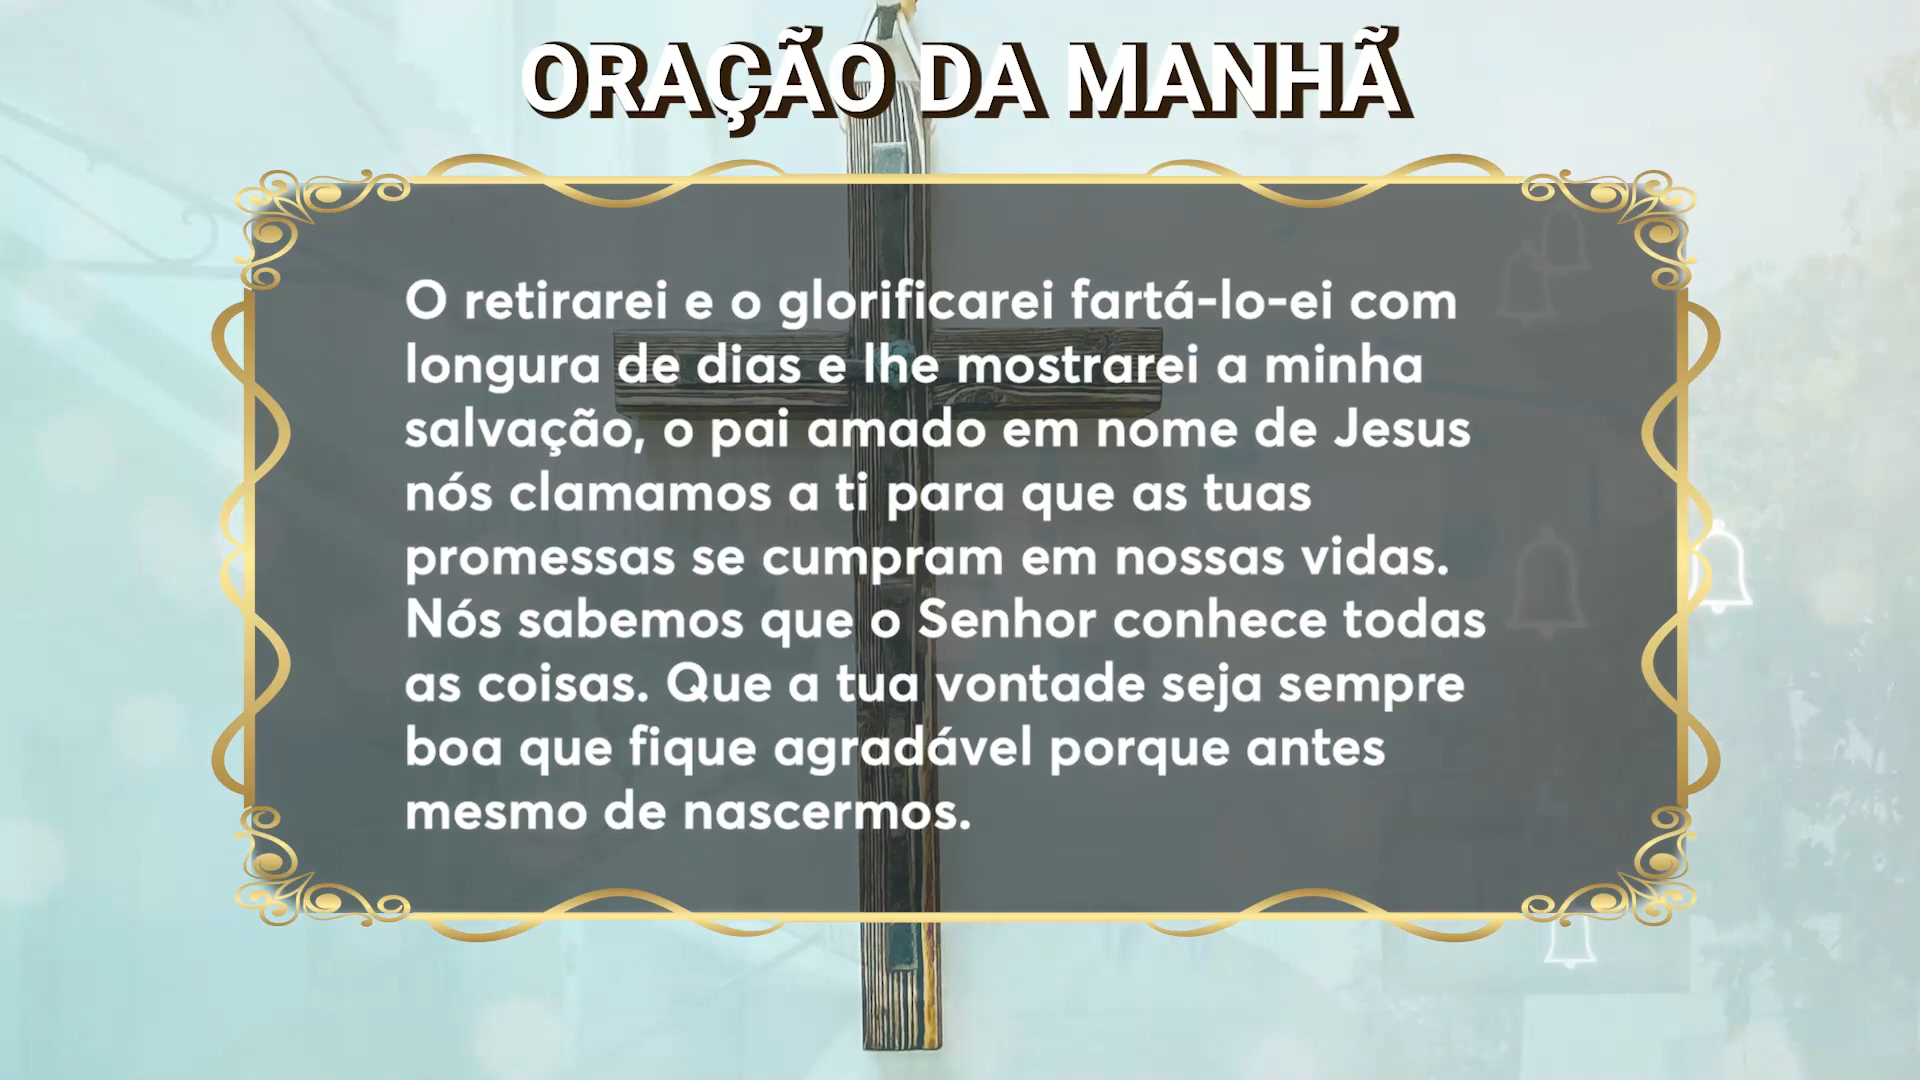 ORAÇÃO DA MANHÃ
O retirarei e o glorificarei fartá-lo-ei com
longura de dias e lhe mostrarei a minha
salvação, o pai amado em nome de Jesus
nós clamamos a ti para que as tuas
promessas se cumpram em nossas vidas.
Nós sabemos que o Senhor conhece todas
as coisas. Que a tua vontade seja sempre
boa que fique agradável porque antes
mesmo de nascermos.